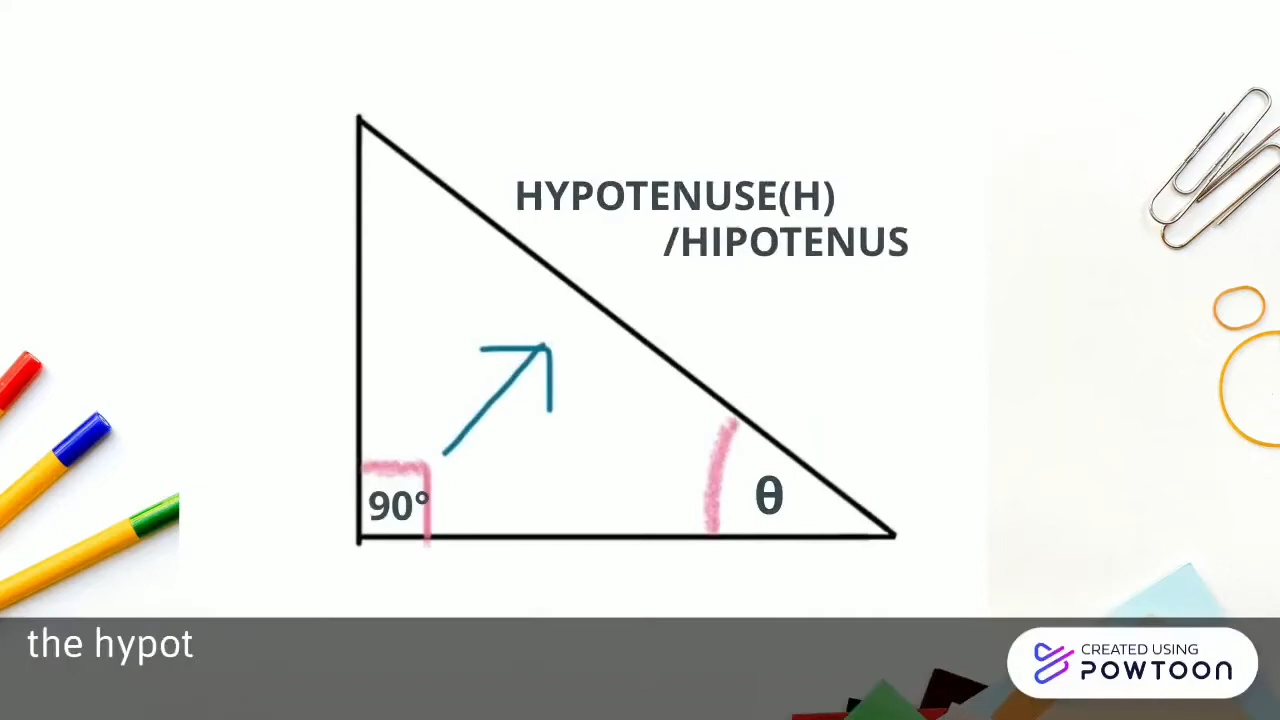 HYPOTENUSE(H)
/HIPOTENUS
90°
θ
the hypot
CREATED USING
POWTOON